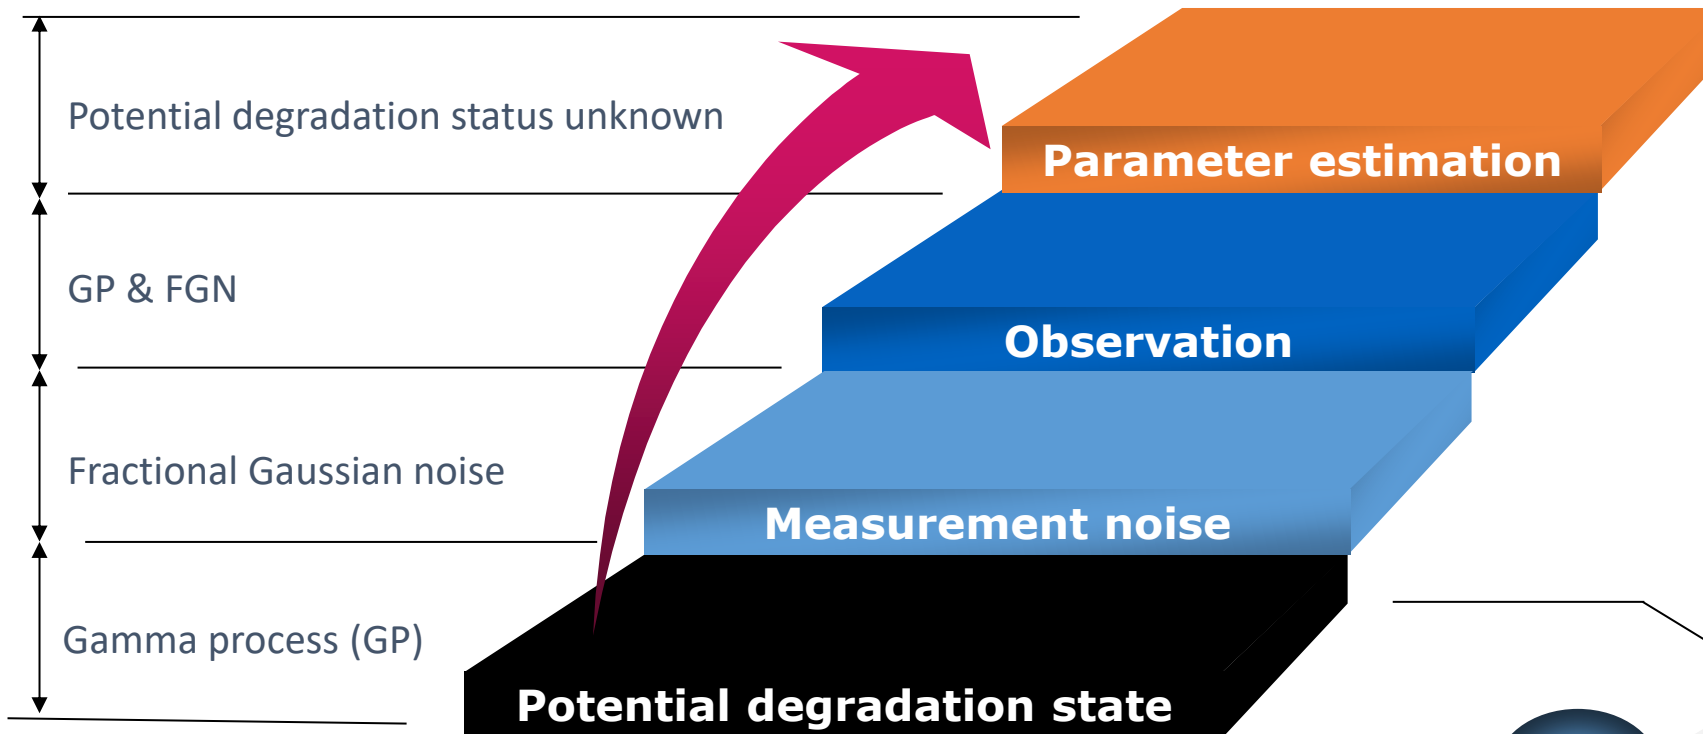 Potential degradation status unknown
Parameter estimation
GP & FGN
Observation
Fractional Gaussian noise
Measurement noise
Gamma process (GP)
Potential degradation state